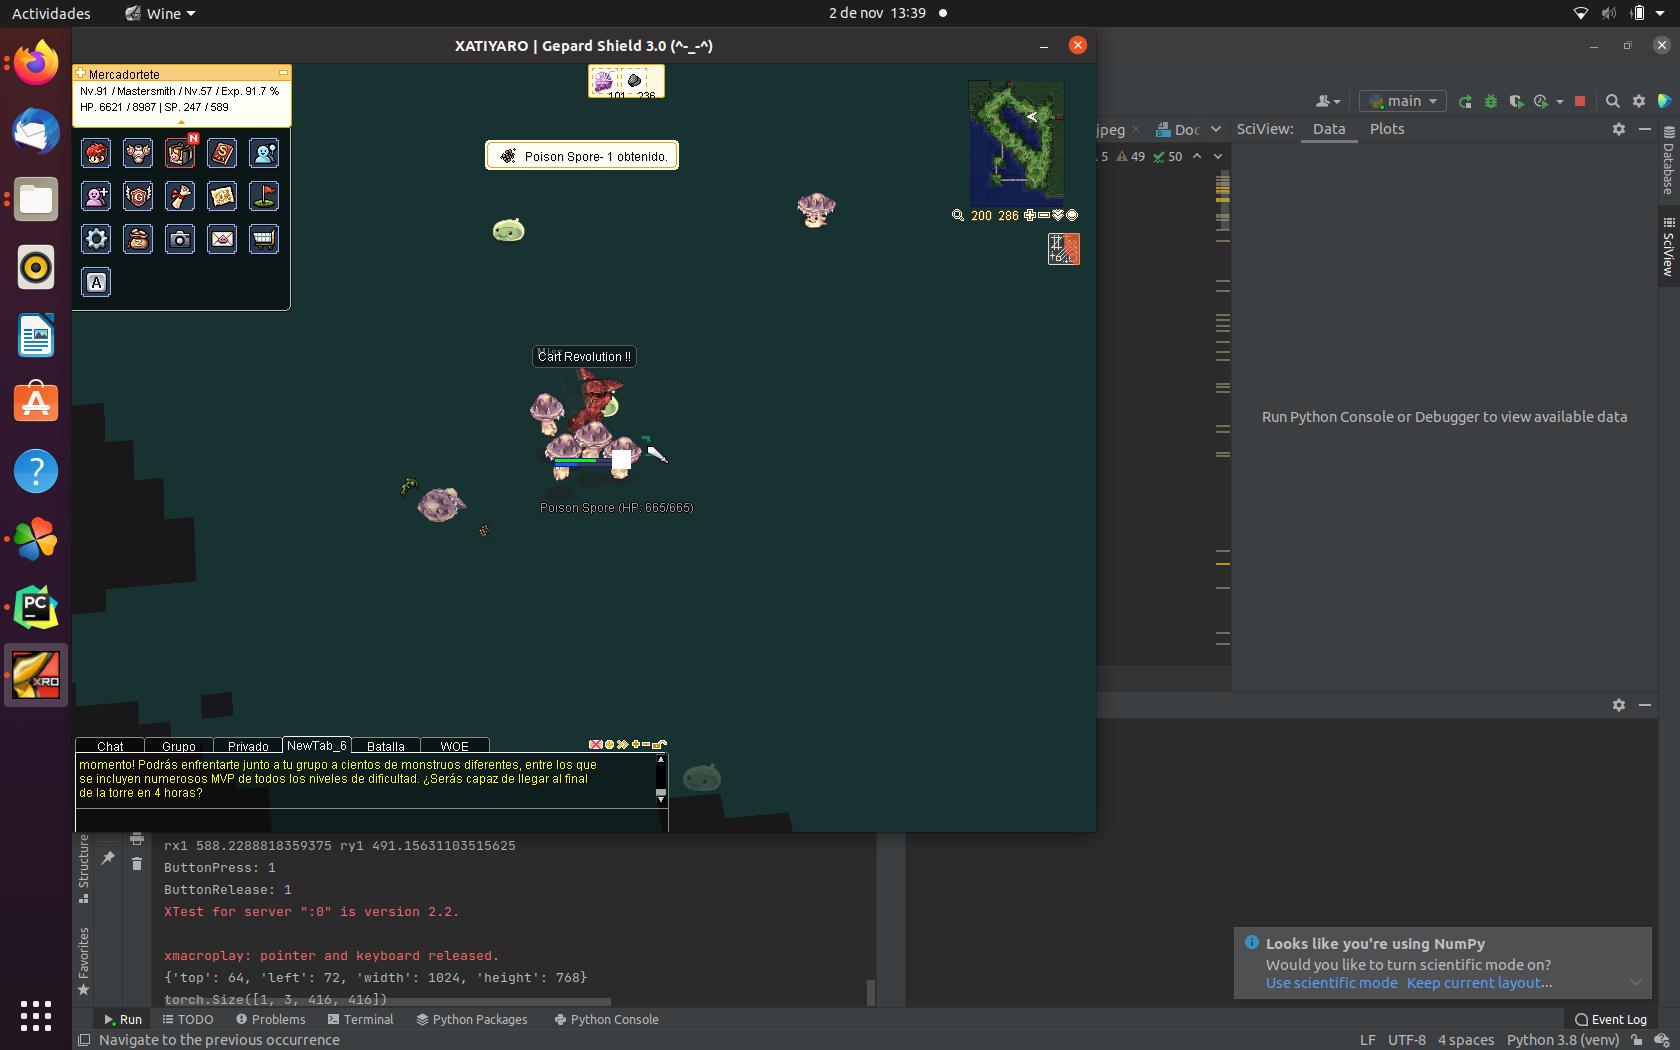 Actividades
Wine
2 de nov 13:39
XATIYARO | Gepard Shield 3.0 (^-_-^)
Mercadortete
Nv.91 / Mastersmith / Nv.57 / Exp. 91.7 %
HP. 6621 / 8987 | SP. 247 / 589
N
A
101 236
Poison Spore- 1 obtenido.
200 286
Cart Revolution !!
Poison Spore (HP: 665/665)
Chat
Grupo
Privado
NewTab_6
Batalla
WOE
momento! Podrás enfrentarte junto a tu grupo a cientos de monstruos diferentes, entre los que
se incluyen numerosos MVP de todos los niveles de dificultad. ¿Serás capaz de llegar al final
de la torre en 4 horas?
main
jpeg
Doc
SciView:
Data
Plots
5
49
50
Database
SciView
Run Python Console or Debugger to view available data
PC
XRO
Structure
Favorites
rx1 588.2288818359375 ry1 491.15631103515625
ButtonPress: 1
ButtonRelease: 1
XTest for server ":0" is version 2.2.
xmacroplay: pointer and keyboard released.
{'top': 64, 'left': 72, 'width': 1024, 'height': 768}
torch.Size([1, 3, 416, 416])
Looks like you're using NumPy
Would you like to turn scientific mode on?
Use scientific mode Keep current layout...
Run
TODO
Problems
Terminal
Python Packages
Python Console
Event Log
Navigate to the previous occurrence
LF UTF-8 4 spaces Python 3.8 (venv)